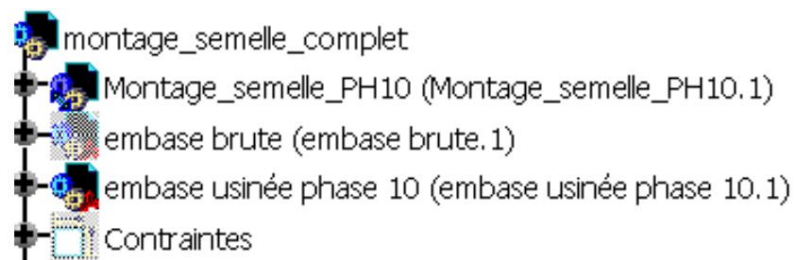 montage_semelle_complet
Montage_semelle_PH10 (Montage_semelle_PH10.1)
embase brute (embase brute.1)
embase usinée phase 10 (embase usinée phase 10.1)
Contraintes